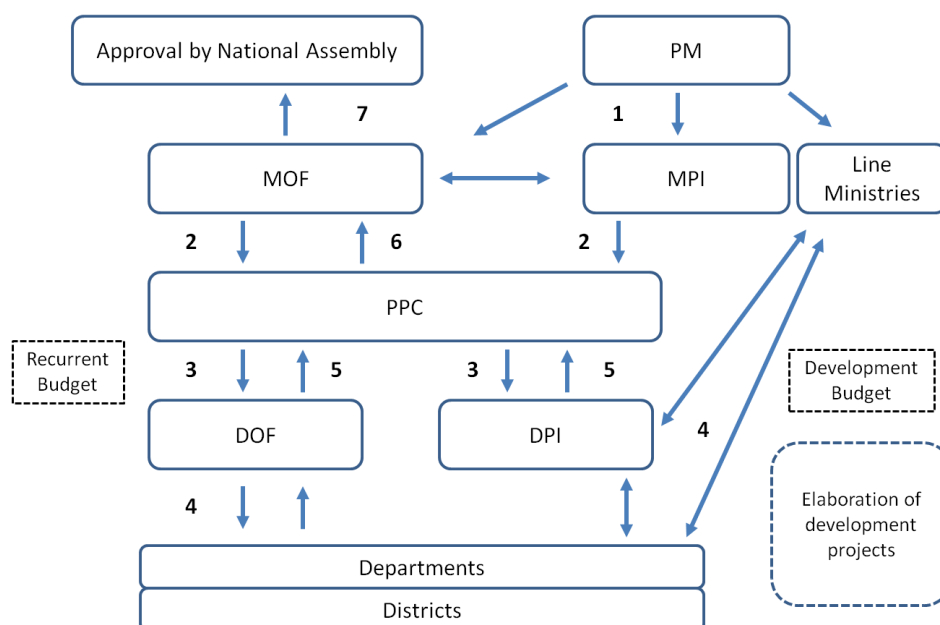 Approval by National Assembly
PM
7
1
MOF
MPI
Line
Ministries
2
6
2
PPC
Recurrent
Budget
3
5
3
5
Development
Budget
DOF
DPI
4
4
Elaboration of
development
projects
Departments
Districts